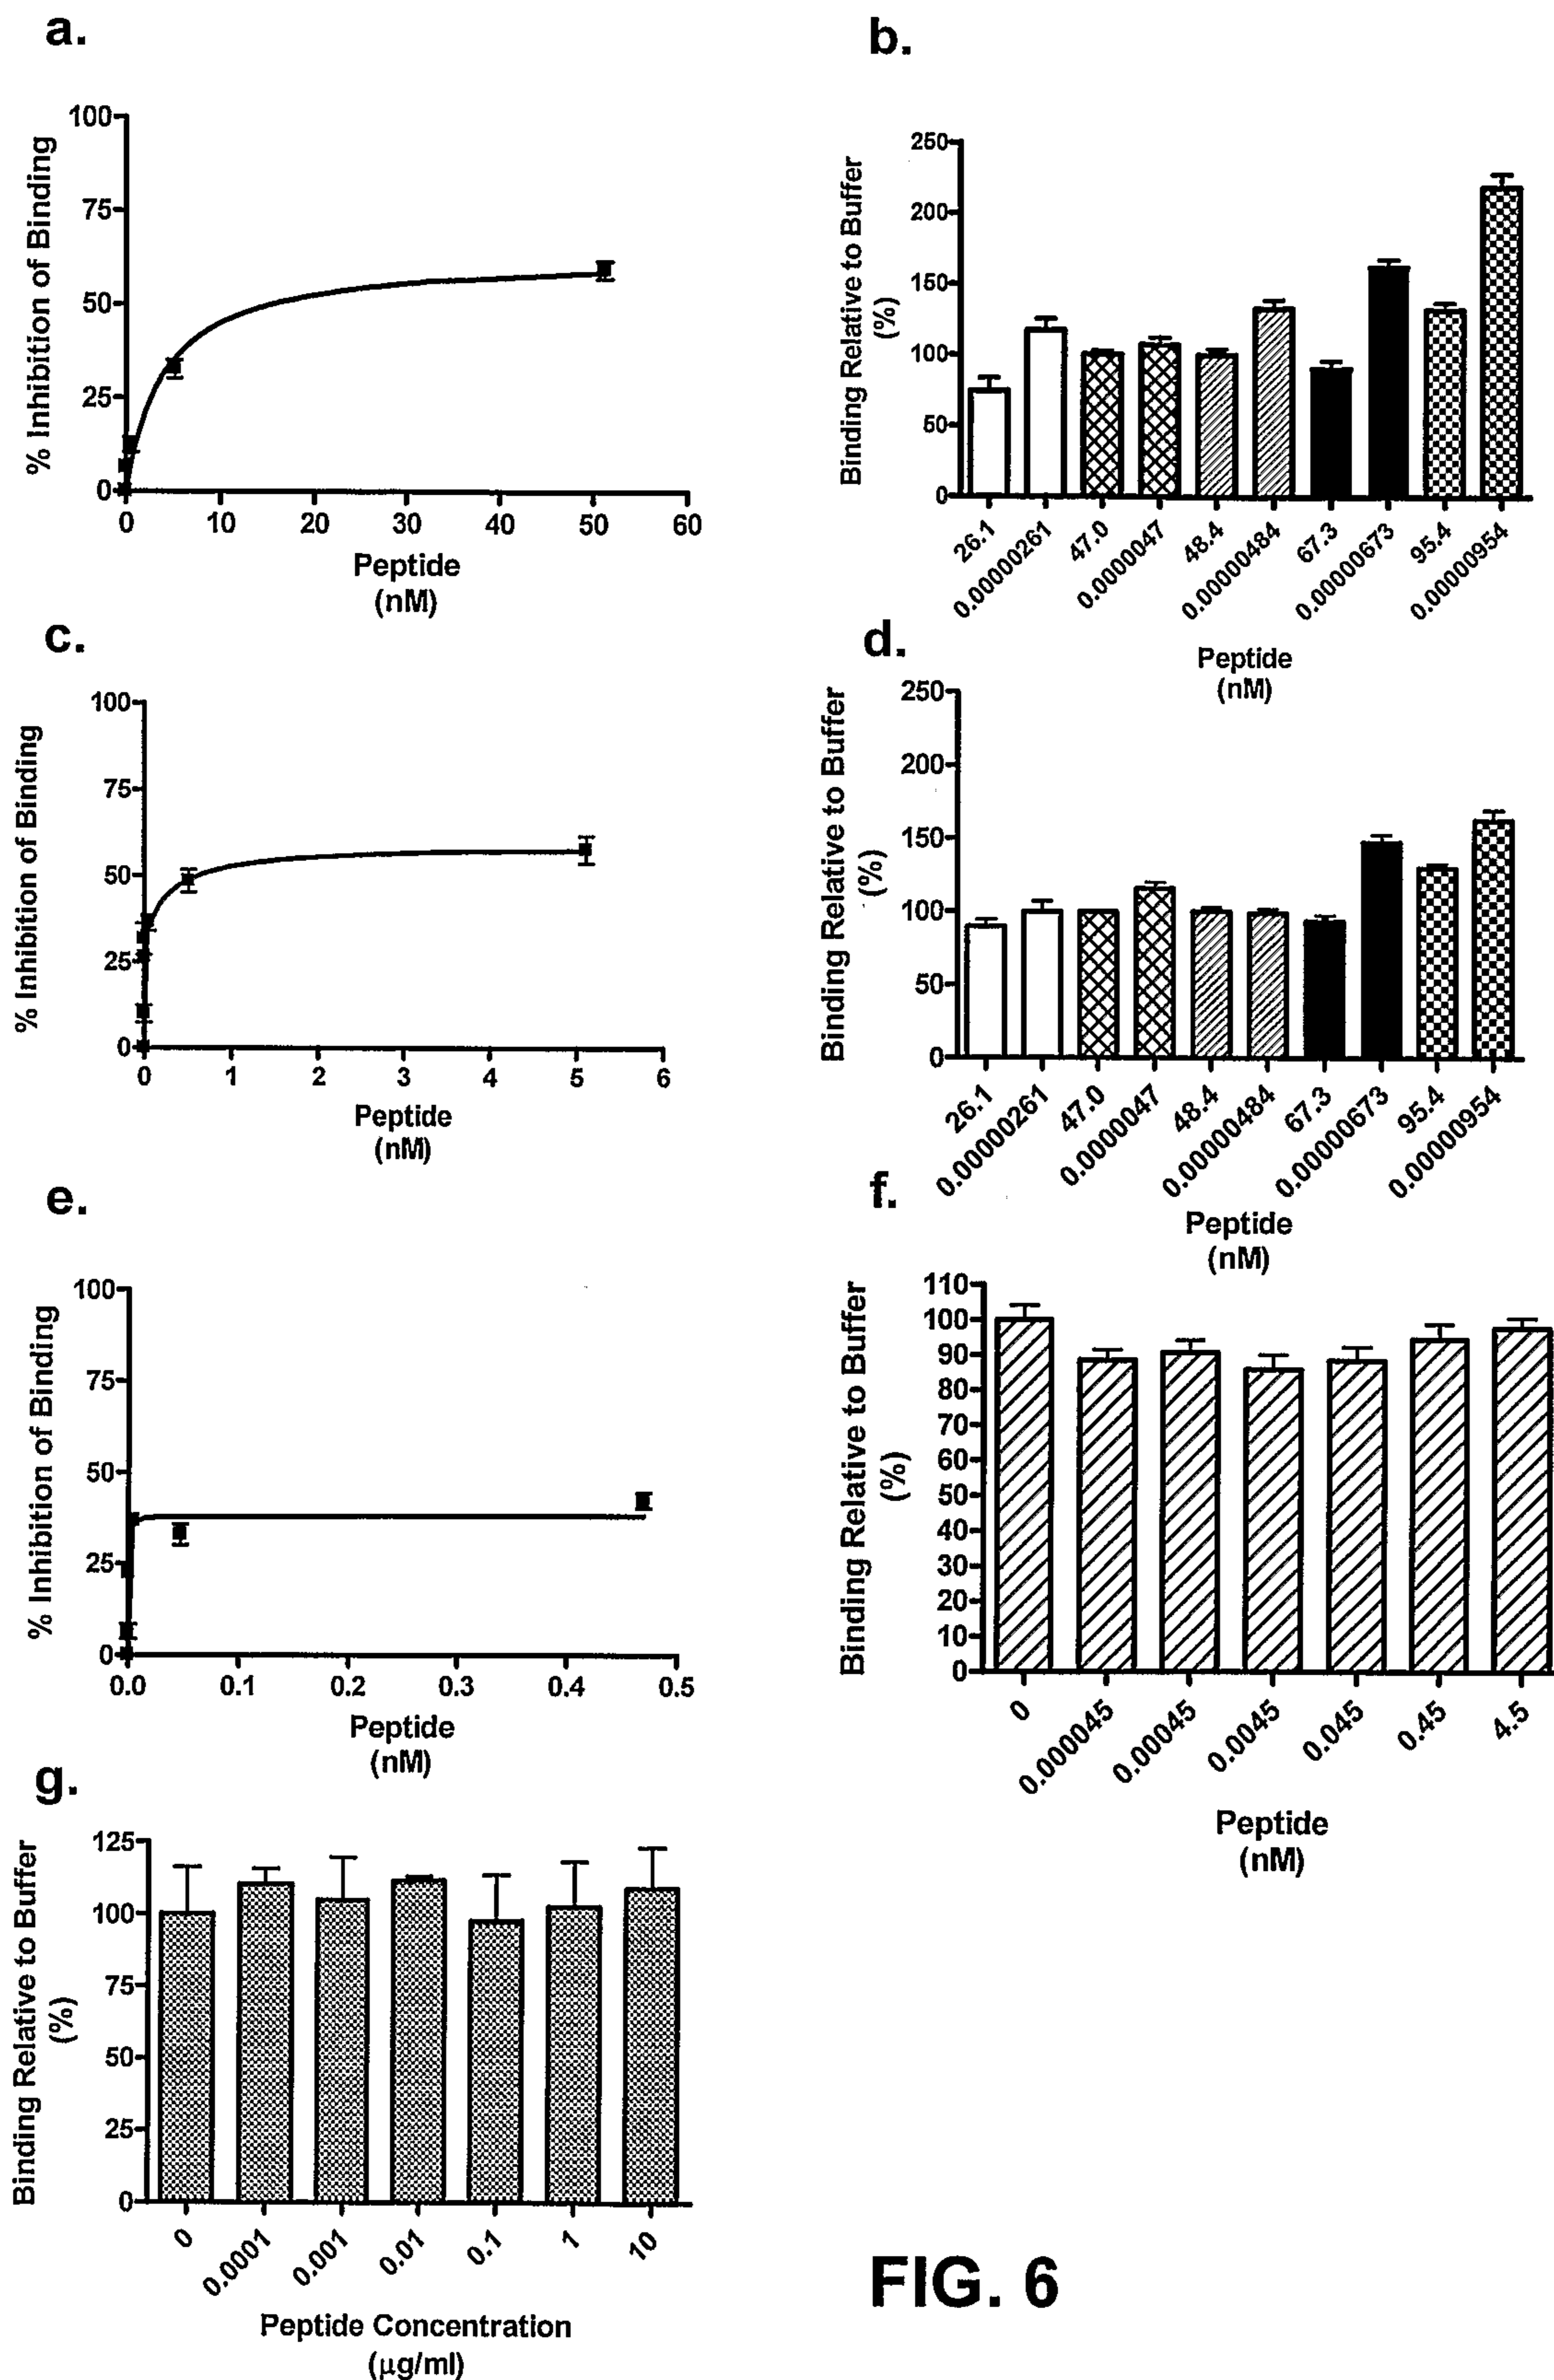 a.
% Inhibition of Binding
100
75
50
25
0
0 10 20 30 40 50 60
Peptide
(nM)
b.
Binding Relative to Buffer
(%)
250
200
150
100
50
0
26.1
0.00000261
47.0
0.0000047
48.4
0.00000484
67.3
0.00000673
95.4
0.00000954
Peptide
(nM)
c.
% Inhibition of Binding
100
75
50
25
0
0 1 2 3 4 5 6
Peptide
(nM)
d.
Binding Relative to Buffer
(%)
250
200
150
100
50
0
26.1
0.00000261
47.0
0.0000047
48.4
0.00000484
67.3
0.00000673
95.4
0.00000954
Peptide
(nM)
e.
% Inhibition of Binding
100
75
50
25
0
0.0 0.1 0.2 0.3 0.4 0.5
Peptide
(nM)
f.
Binding Relative to Buffer
(%)
110
100
90
80
70
60
50
40
30
20
10
0
0
0.000045
0.00045
0.0045
0.045
0.45
4.5
Peptide
(nM)
g.
Binding Relative to Buffer
(%)
125
100
75
50
25
0
0
0.0001
0.001
0.01
0.1
1
10
Peptide Concentration
(μg/ml)
FIG. 6